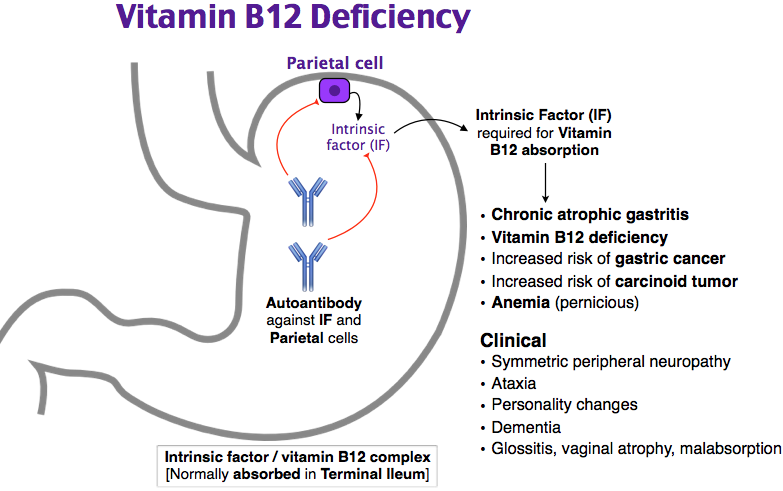 Vitamin B12 Deficiency
Parietal cell
Intrinsic
factor (IF)
Intrinsic Factor (IF)
required for Vitamin
B12 absorption
• Chronic atrophic gastritis
• Vitamin B12 deficiency
• Increased risk of gastric cancer
• Increased risk of carcinoid tumor
• Anemia (pernicious)
Autoantibody
against IF and
Parietal cells
Clinical
• Symmetric peripheral neuropathy
• Ataxia
• Personality changes
• Dementia
• Glossitis, vaginal atrophy, malabsorption
Intrinsic factor / vitamin B12 complex
[Normally absorbed in Terminal Ileum]